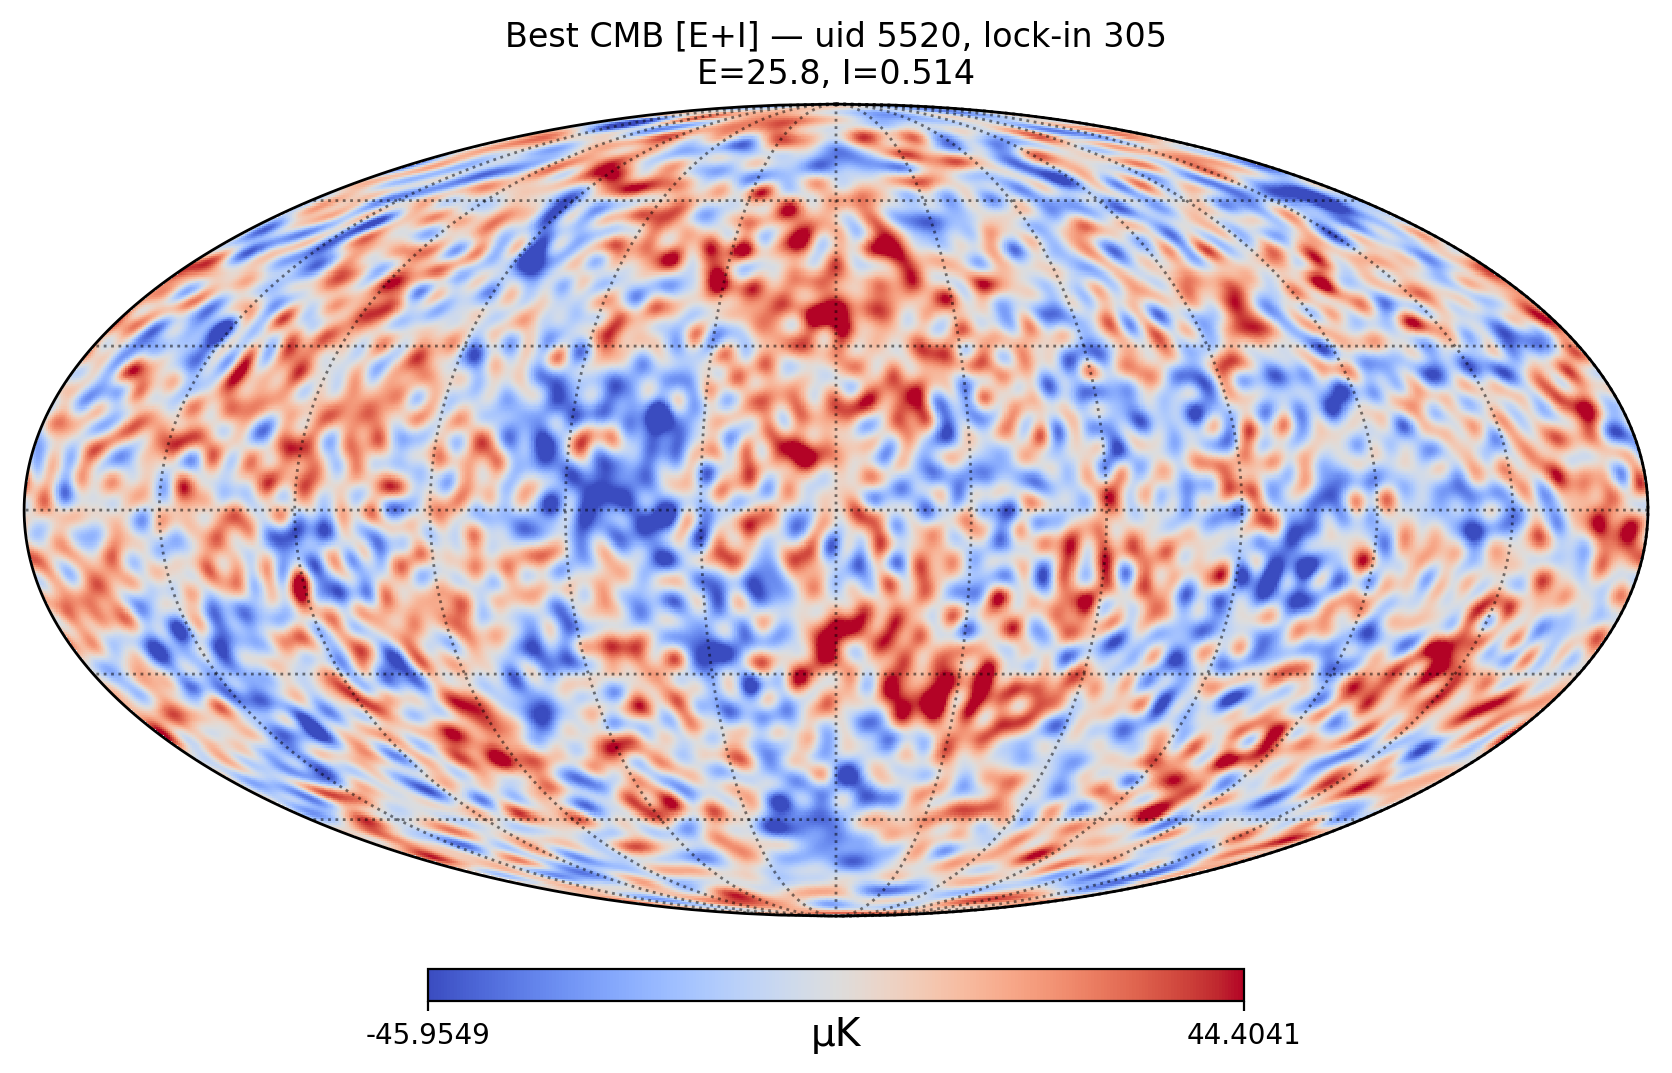 Best CMB [E+I] — uid 5520, lock-in 305
E=25.8, I=0.514
-45.9549
μK
44.4041